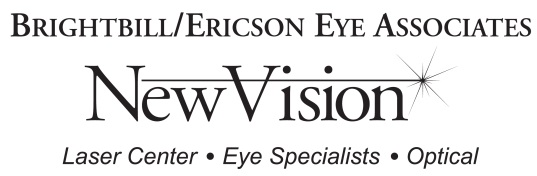 Brightbill/Ericson Eye Associates
NewVision
Laser Center • Eye Specialists • Optical